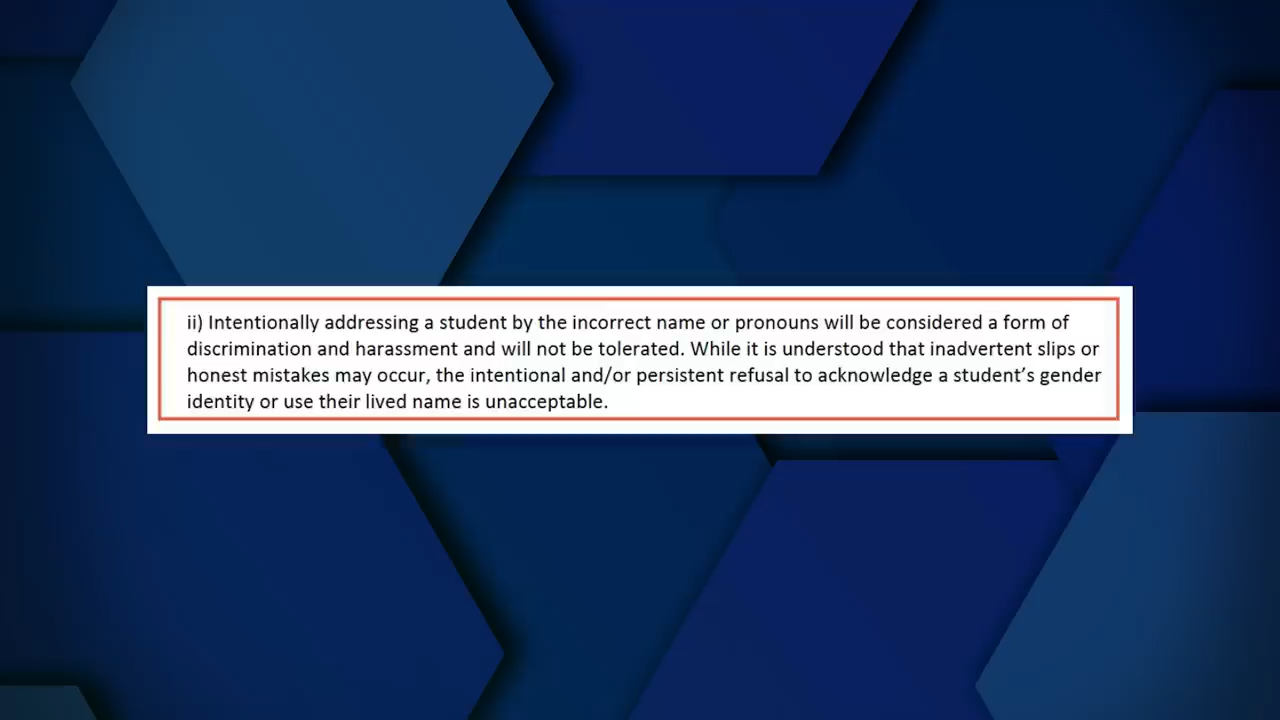 ii) Intentionally addressing a student by the incorrect name or pronouns will be considered a form of
discrimination and harassment and will not be tolerated. While it is understood that inadvertent slips or
honest mistakes may occur, the intentional and/or persistent refusal to acknowledge a student’s gender
identity or use their lived name is unacceptable.